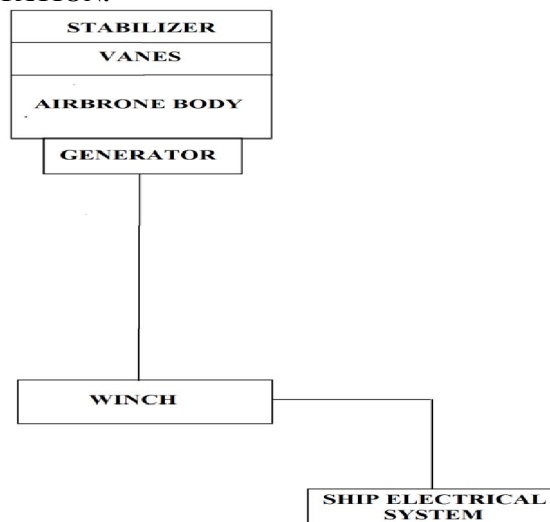 STABILIZER
VANES
AIRBRONE BODY
GENERATOR
WINCH
SHIP ELECTRICAL
SYSTEM